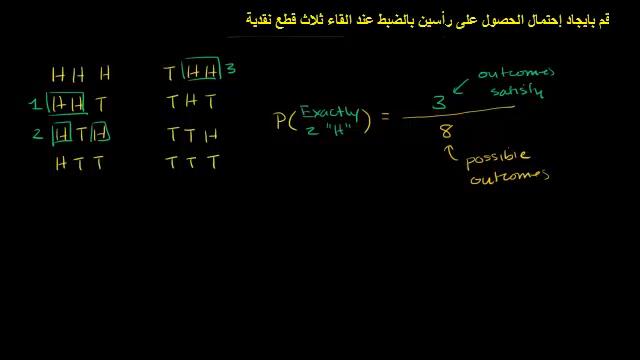 قم بايجاد إحتمال الحصول على رأسين بالضبط عند القاء ثلاث قطع نقدية
H H H
1 H H T
2 H T H
H T T
T H H 3
T H T
T T H
T T T
P( Exactly 2 "H" ) = 3 / 8
outcomes
satisfy
possible
outcomes